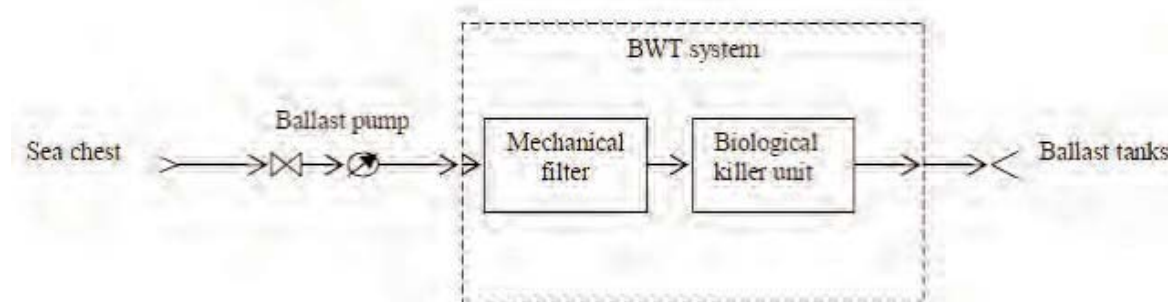 BWT system
Ballast pump
Sea chest
Mechanical
filter
Biological
killer unit
Ballast tanks